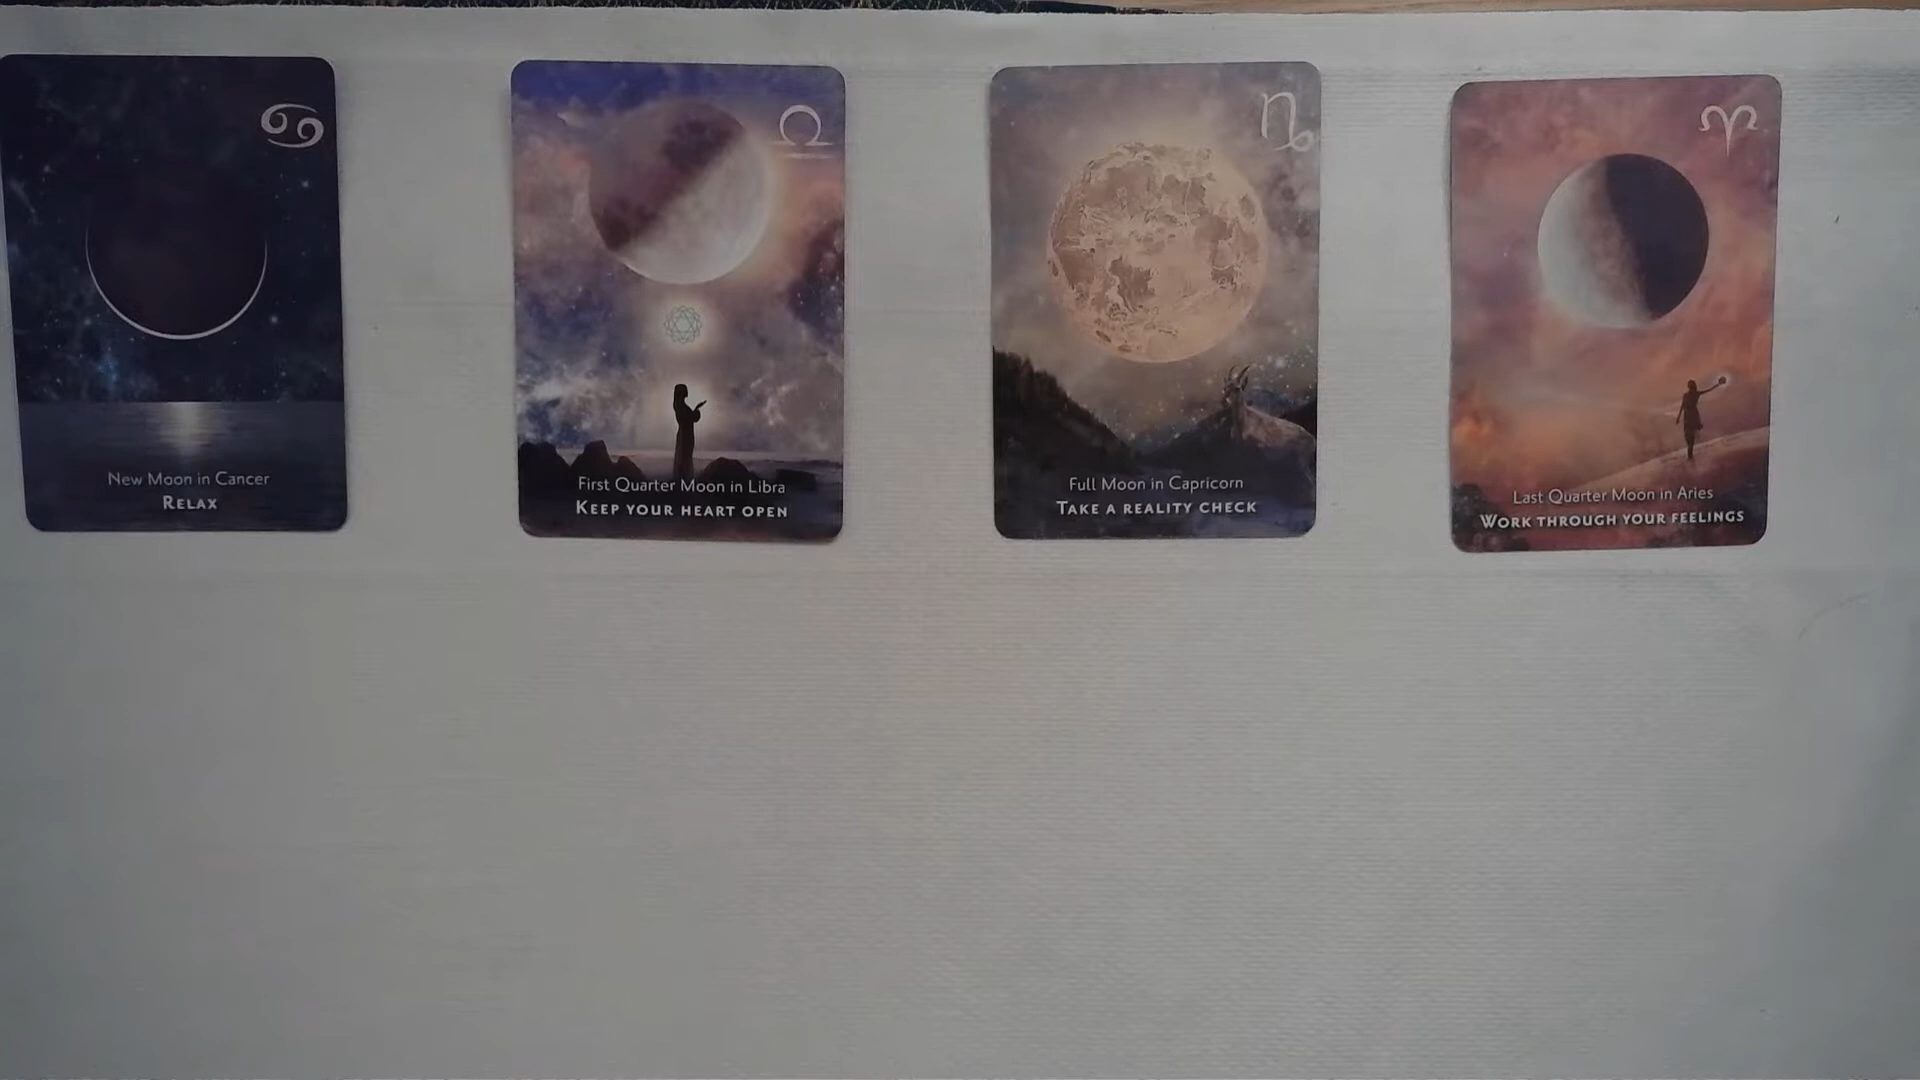 New Moon in Cancer
RELAX
First Quarter Moon in Libra
KEEP YOUR HEART OPEN
Full Moon in Capricorn
TAKE A REALITY CHECK
Last Quarter Moon in Aries
WORK THROUGH YOUR FEELINGS